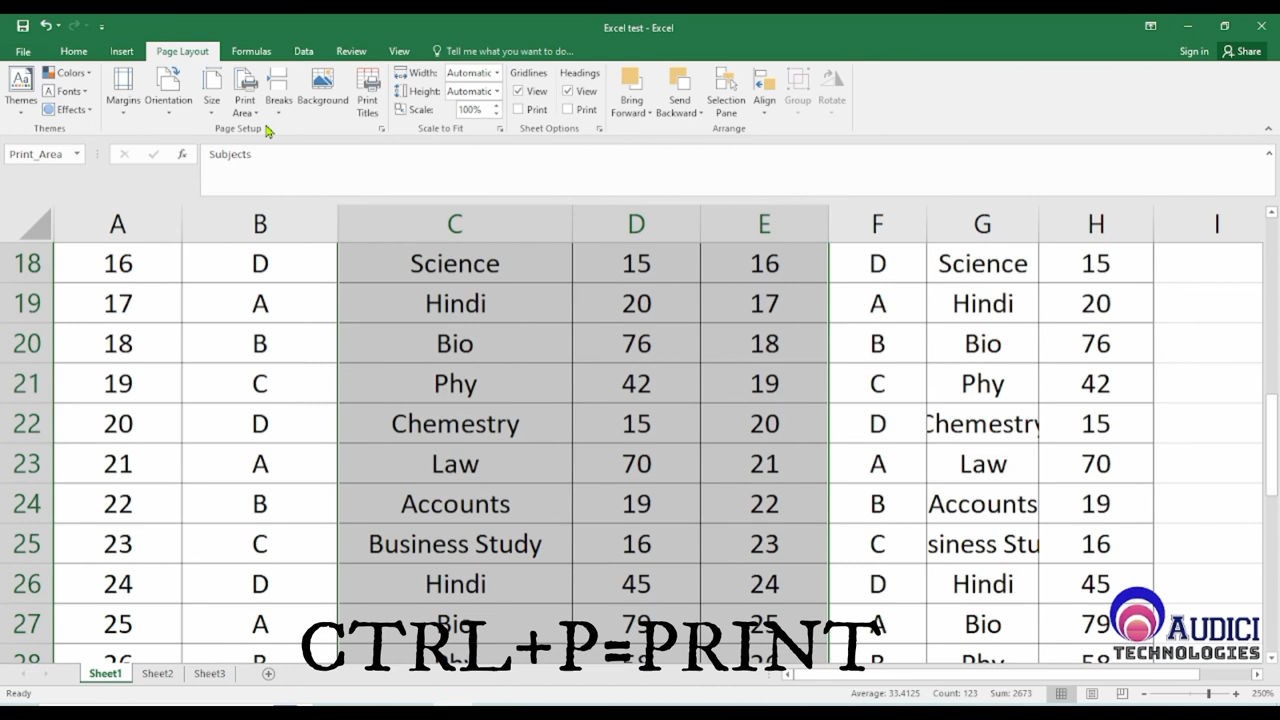 Excel test - Excel
File Home Insert Page Layout Formulas Data Review View Tell me what you want to do... Sign in Share
Themes Colors Fonts Effects Margins Orientation Size Print Area Breaks Background Print Titles Width: Automatic Height: Automatic Scale: 100% Gridlines View Print Headings View Print Bring Forward Send Backward Selection Pane Align Group Rotate
Themes Page Setup Scale to Fit Sheet Options Arrange
Print_Area fx Subjects
A B C D E F G H I
18 16 D Science 15 16 D Science 15
19 17 A Hindi 20 17 A Hindi 20
20 18 B Bio 76 18 B Bio 76
21 19 C Phy 42 19 C Phy 42
22 20 D Chemestry 15 20 D Chemestry 15
23 21 A Law 70 21 A Law 70
24 22 B Accounts 19 22 B Accounts 19
25 23 C Business Study 16 23 C siness Stu 16
26 24 D Hindi 45 24 D Hindi 45
27 25 A Bio 79 25 A Bio 79
CTRL+P=PRINT
AUDICI
TECHNOLOGIES
Sheet1 Sheet2 Sheet3
Ready Average: 33.4125 Count: 123 Sum: 2673 250%